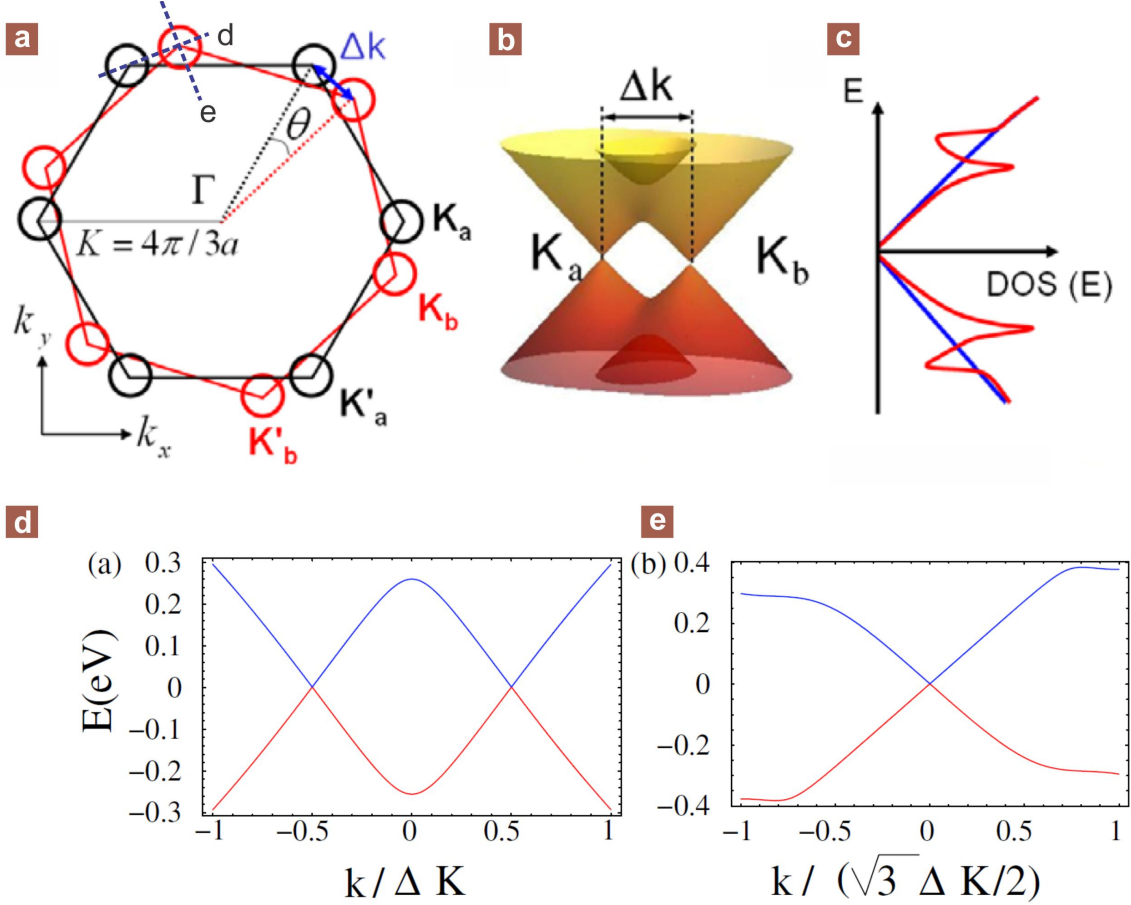 a
d
e
Δk
θ
Γ
K = 4π/3a
K_a
K_b
K'_a
K'_b
k_y
k_x
b
Δk
K_a
K_b
c
E
DOS (E)
d
(a)
E(eV)
0.3
0.2
0.1
0
−0.1
−0.2
−0.3
−1
−0.5
0
0.5
1
k / Δ K
e
(b)
0.4
0.2
0
−0.2
−0.4
−1
−0.5
0
0.5
1
k / (√3 Δ K/2)